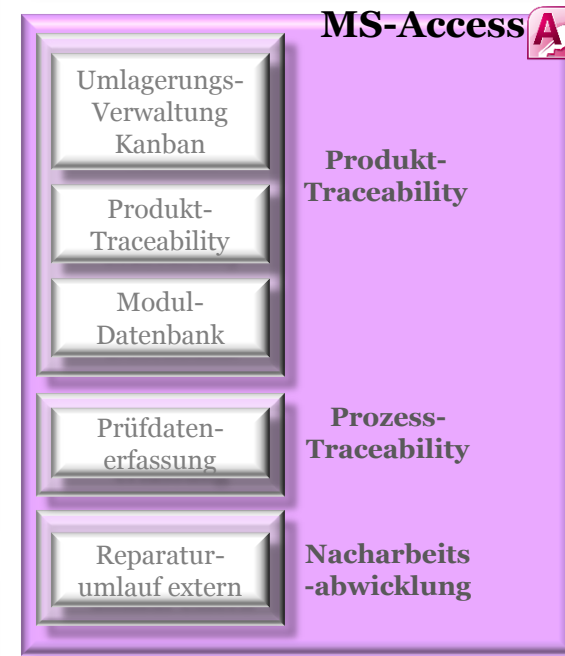 MS-Access
Umlagerungs-
Verwaltung
Kanban
Produkt-
Traceability
Modul-
Datenbank
Produkt-
Traceability
Prüfdaten-
erfassung
Prozess-
Traceability
Reparatur-
umlauf extern
Nacharbeits
-abwicklung